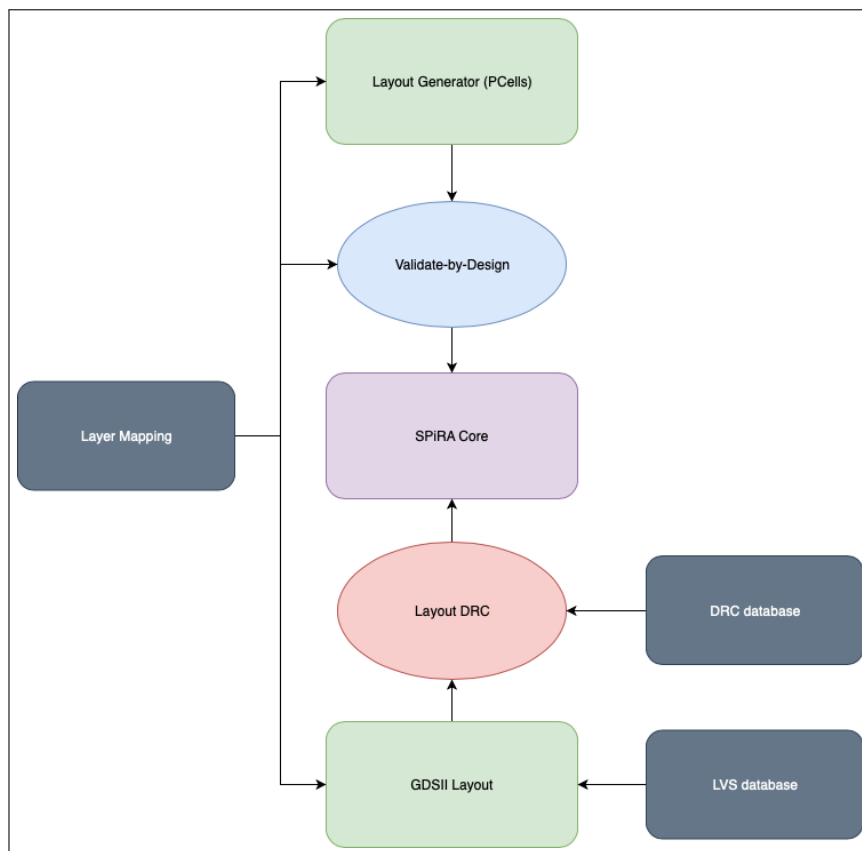 Layout Generator (PCells)
Validate-by-Design
SPiRA Core
Layer Mapping
Layout DRC
DRC database
GDSII Layout
LVS database